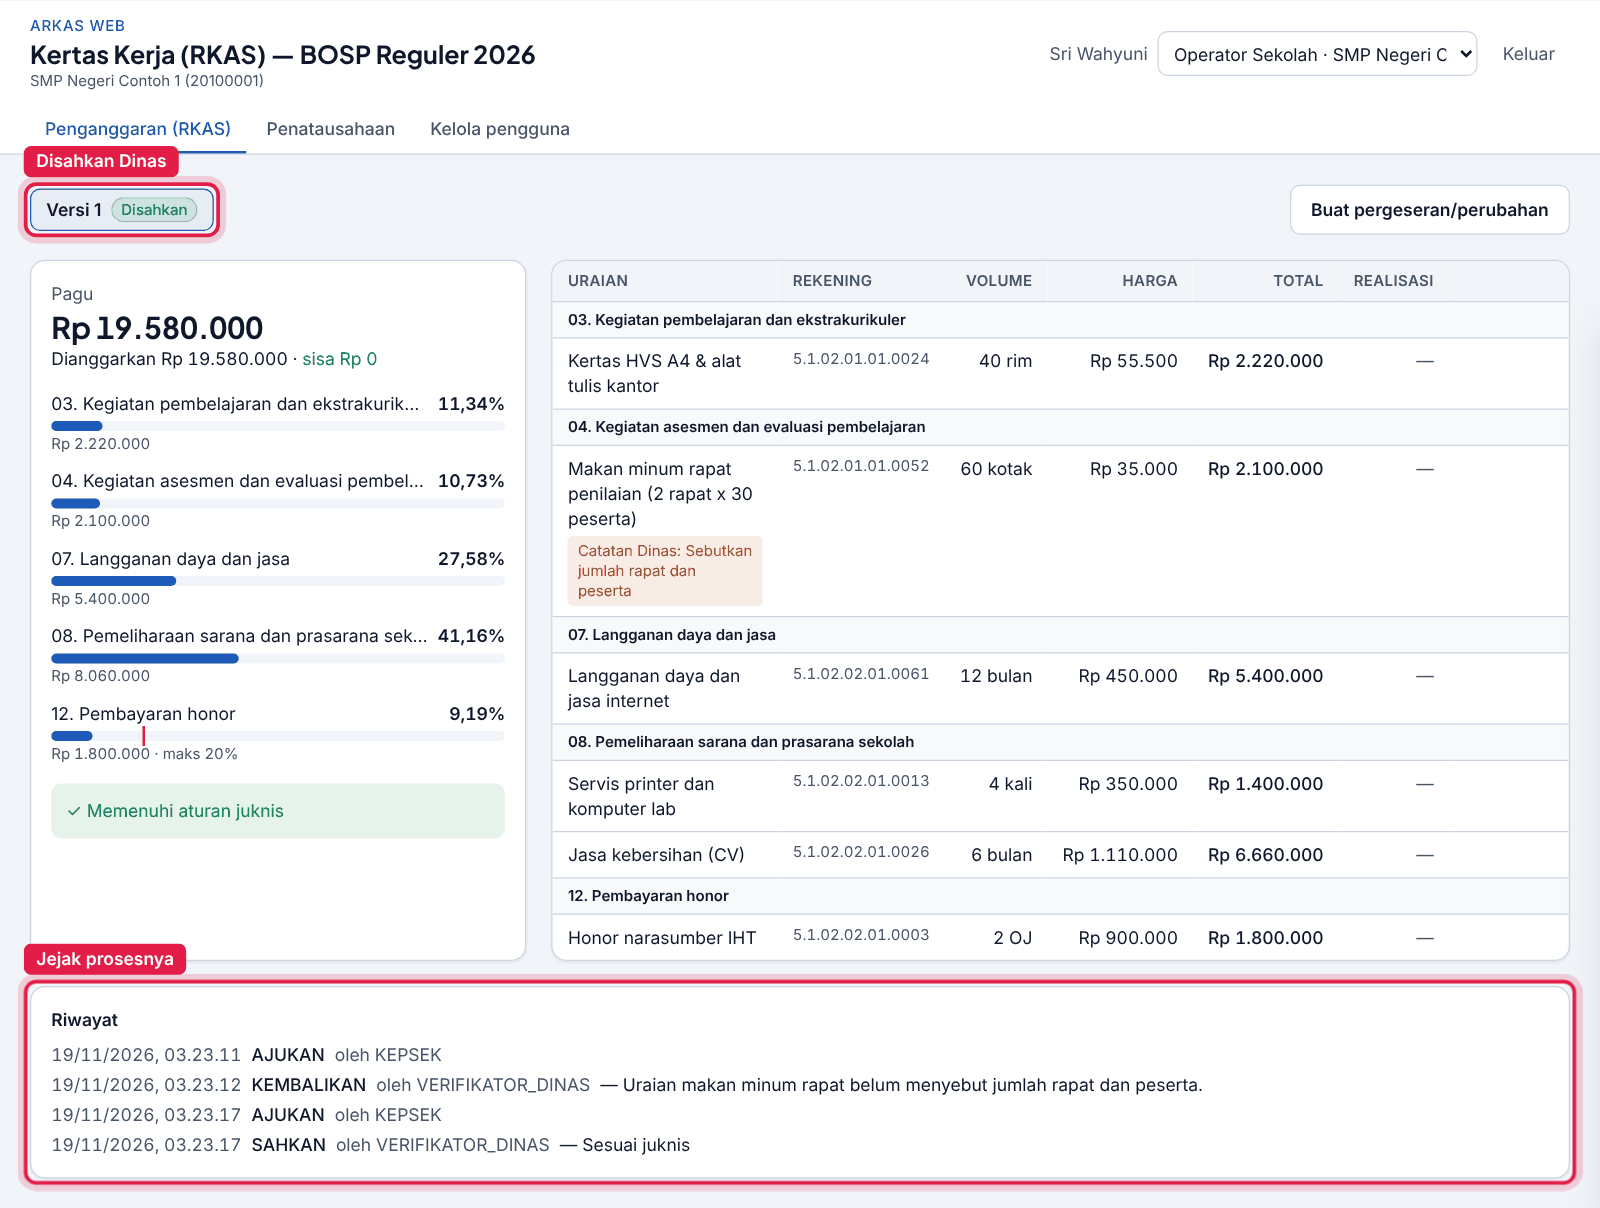 ARKAS WEB
Kertas Kerja (RKAS) — BOSP Reguler 2026
SMP Negeri Contoh 1 (20100001)
Sri Wahyuni
Operator Sekolah · SMP Negeri C
Keluar
Penganggaran (RKAS)
Penatausahaan
Kelola pengguna
Disahkan Dinas
Versi 1 Disahkan
Buat pergeseran/perubahan
Pagu
Rp 19.580.000
Dianggarkan Rp 19.580.000 · sisa Rp 0
03. Kegiatan pembelajaran dan ekstrakurik... 11,34%
Rp 2.220.000
04. Kegiatan asesmen dan evaluasi pembel... 10,73%
Rp 2.100.000
07. Langganan daya dan jasa 27,58%
Rp 5.400.000
08. Pemeliharaan sarana dan prasarana sek... 41,16%
Rp 8.060.000
12. Pembayaran honor 9,19%
Rp 1.800.000 · maks 20%
✓ Memenuhi aturan juknis
URAIAN REKENING VOLUME HARGA TOTAL REALISASI
03. Kegiatan pembelajaran dan ekstrakurikuler
Kertas HVS A4 & alat 5.1.02.01.01.0024 40 rim Rp 55.500 Rp 2.220.000 —
tulis kantor
04. Kegiatan asesmen dan evaluasi pembelajaran
Makan minum rapat 5.1.02.01.01.0052 60 kotak Rp 35.000 Rp 2.100.000 —
penilaian (2 rapat x 30
peserta)
Catatan Dinas: Sebutkan
jumlah rapat dan
peserta
07. Langganan daya dan jasa
Langganan daya dan 5.1.02.02.01.0061 12 bulan Rp 450.000 Rp 5.400.000 —
jasa internet
08. Pemeliharaan sarana dan prasarana sekolah
Servis printer dan 5.1.02.02.01.0013 4 kali Rp 350.000 Rp 1.400.000 —
komputer lab
Jasa kebersihan (CV) 5.1.02.02.01.0026 6 bulan Rp 1.110.000 Rp 6.660.000 —
12. Pembayaran honor
Honor narasumber IHT 5.1.02.02.01.0003 2 OJ Rp 900.000 Rp 1.800.000 —
Jejak prosesnya
Riwayat
19/11/2026, 03.23.11 AJUKAN oleh KEPSEK
19/11/2026, 03.23.12 KEMBALIKAN oleh VERIFIKATOR_DINAS — Uraian makan minum rapat belum menyebut jumlah rapat dan peserta.
19/11/2026, 03.23.17 AJUKAN oleh KEPSEK
19/11/2026, 03.23.17 SAHKAN oleh VERIFIKATOR_DINAS — Sesuai juknis